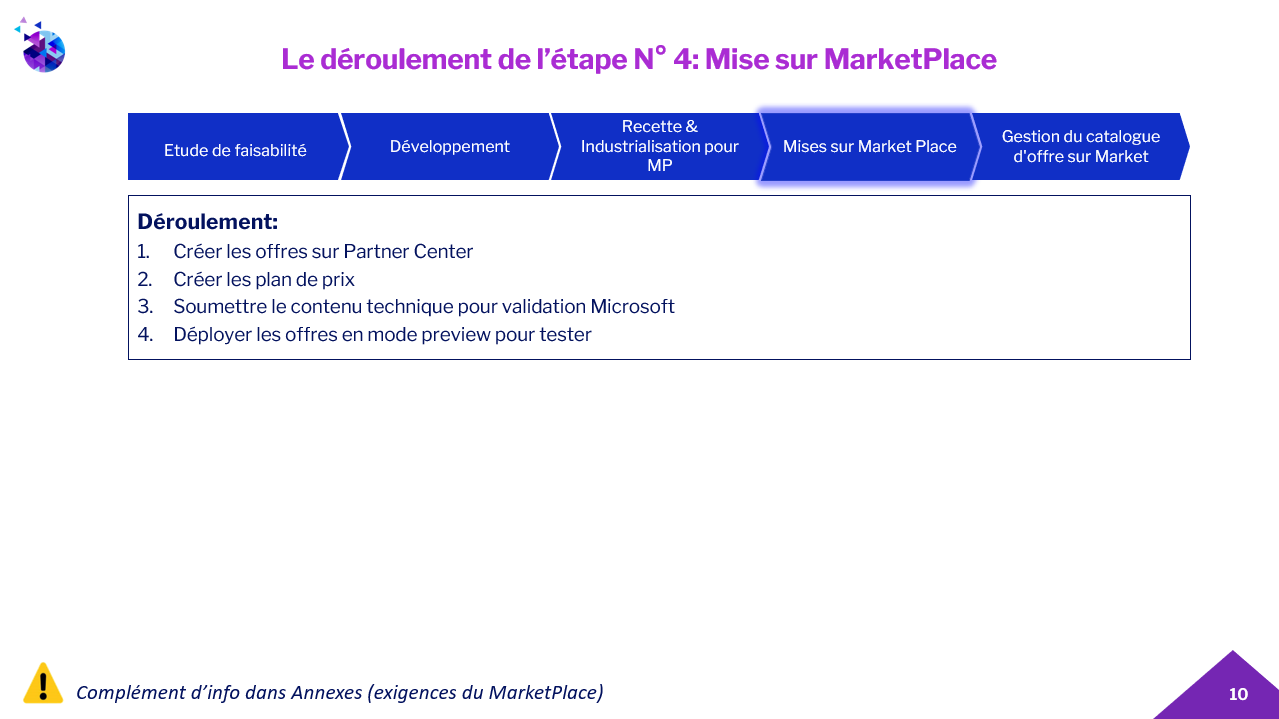 Le déroulement de l’étape N° 4: Mise sur MarketPlace
Etude de faisabilité
Développement
Recette &
Industrialisation pour
MP
Mises sur Market Place
Gestion du catalogue
d'offre sur Market
Déroulement:
1. Créer les offres sur Partner Center
2. Créer les plan de prix
3. Soumettre le contenu technique pour validation Microsoft
4. Déployer les offres en mode preview pour tester
Complément d’info dans Annexes (exigences du MarketPlace)
10